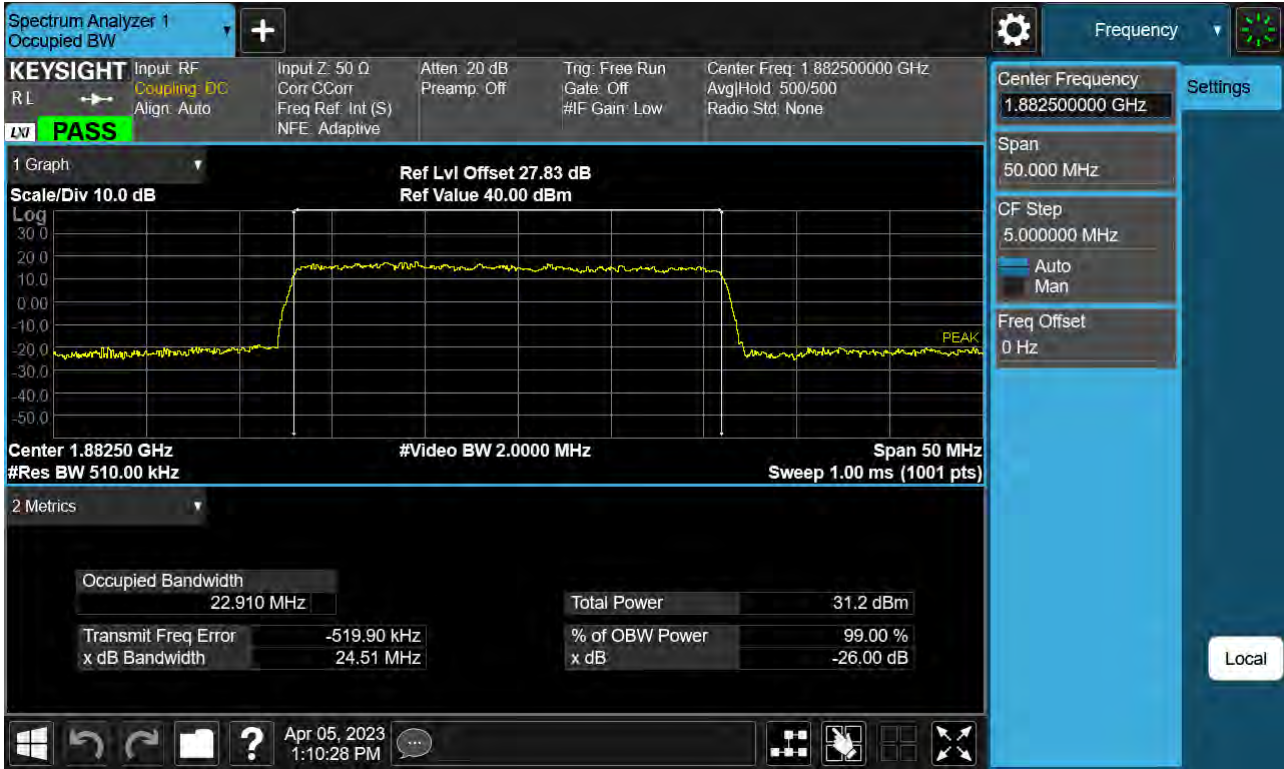 Spectrum Analyzer 1
Occupied BW
Frequency
KEYSIGHT
R L
LXI
PASS
Input: RF
Coupling: DC
Align: Auto
Input Z: 50 Ω
Corr CCorr
Freq Ref: Int (S)
NFE: Adaptive
Atten: 20 dB
Preamp: Off
Trig: Free Run
Gate: Off
#IF Gain: Low
Center Freq: 1.882500000 GHz
Avg|Hold: 500/500
Radio Std: None
Center Frequency
1.882500000 GHz
Settings
Span
50.000 MHz
CF Step
5.000000 MHz
Auto
Man
Freq Offset
0 Hz
Local
1 Graph
Scale/Div 10.0 dB
Ref Lvl Offset 27.83 dB
Ref Value 40.00 dBm
Log
30.0
20.0
10.0
0.00
-10.0
-20.0
-30.0
-40.0
-50.0
PEAK
Center 1.88250 GHz
#Video BW 2.0000 MHz
Span 50 MHz
#Res BW 510.00 kHz
Sweep 1.00 ms (1001 pts)
2 Metrics
Occupied Bandwidth
22.910 MHz
Total Power 31.2 dBm
Transmit Freq Error -519.90 kHz
% of OBW Power 99.00 %
x dB Bandwidth 24.51 MHz
x dB -26.00 dB
?
Apr 05, 2023
1:10:28 PM